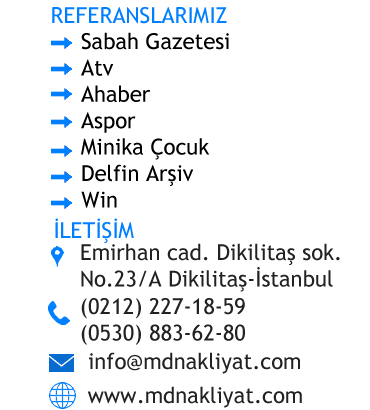 REFERANSLARIMIZ
Sabah Gazetesi
Atv
Ahaber
Aspor
Minika Çocuk
Delfin Arşiv
Win
İLETİŞİM
Emirhan cad. Dikilitaş sok.
No.23/A Dikilitaş-İstanbul
(0212) 227-18-59
(0530) 883-62-80
info@mdnakliyat.com
www.mdnakliyat.com